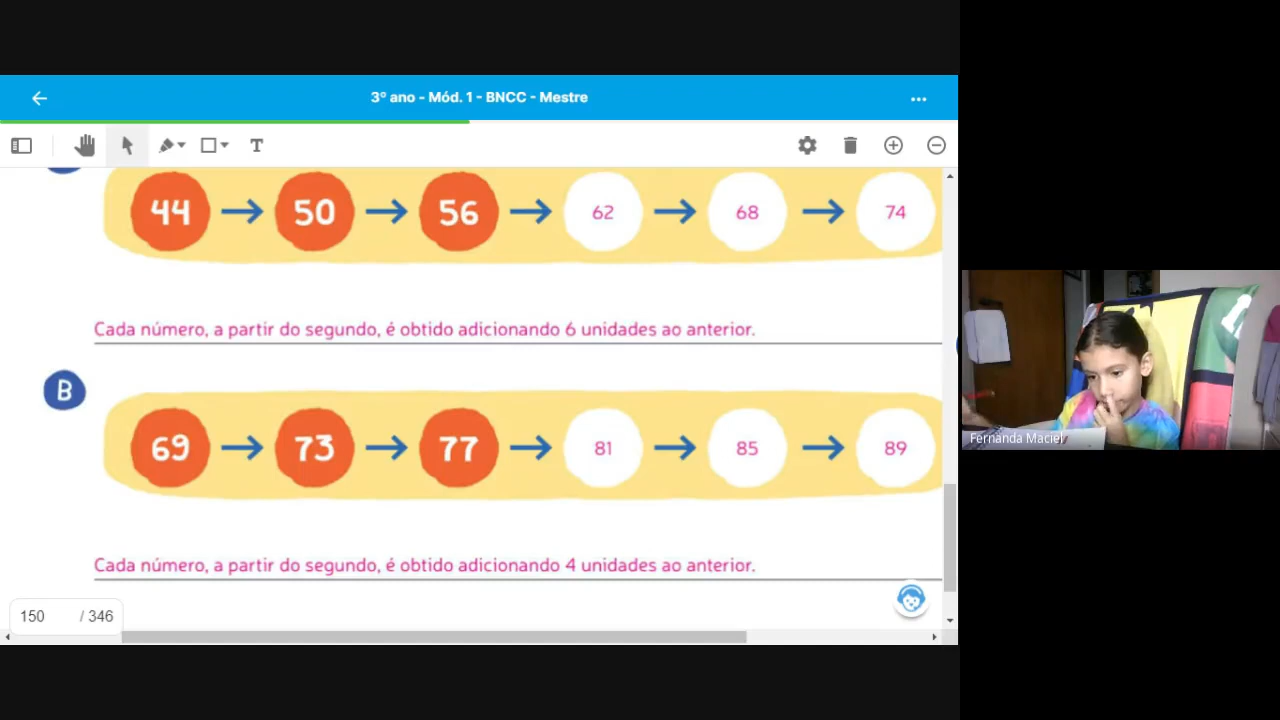 3º ano - Mód. 1 - BNCC - Mestre
T
44 50 56 62 68 74
Cada número, a partir do segundo, é obtido adicionando 6 unidades ao anterior.
B
69 73 77 81 85 89
Cada número, a partir do segundo, é obtido adicionando 4 unidades ao anterior.
150 / 346
Fernanda Maciel